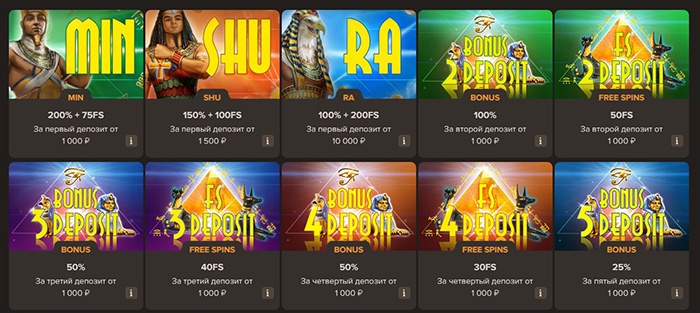 MIN
MIN
200% + 75FS
За первый депозит от
1 000 ₽
i
SHU
SHU
150% + 100FS
За первый депозит от
1 500 ₽
i
RA
RA
100% + 200FS
За первый депозит от
10 000 ₽
i
BONUS
2 DEPOSIT
BONUS
100%
За второй депозит от
1 000 ₽
i
FS
2 DEPOSIT
FREE SPINS
50FS
За второй депозит от
1 000 ₽
i
BONUS
3 DEPOSIT
BONUS
50%
За третий депозит от
1 000 ₽
i
FS
3 DEPOSIT
FREE SPINS
40FS
За третий депозит от
1 000 ₽
i
BONUS
4 DEPOSIT
BONUS
50%
За четвертый депозит от
1 000 ₽
i
FS
4 DEPOSIT
FREE SPINS
30FS
За четвертый депозит от
1 000 ₽
i
BONUS
5 DEPOSIT
BONUS
25%
За пятый депозит от
1 000 ₽
i